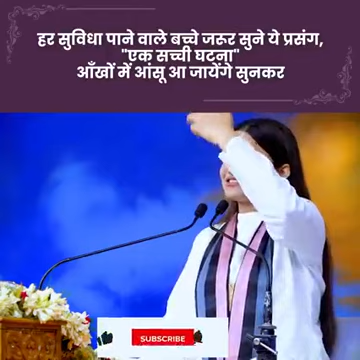 हर सुविधा पाने वाले बच्चे जरूर सुने ये प्रसंग,
"एक सच्ची घटना"
आँखों में आंसू आ जायेंगे सुनकर
SUBSCRIBE